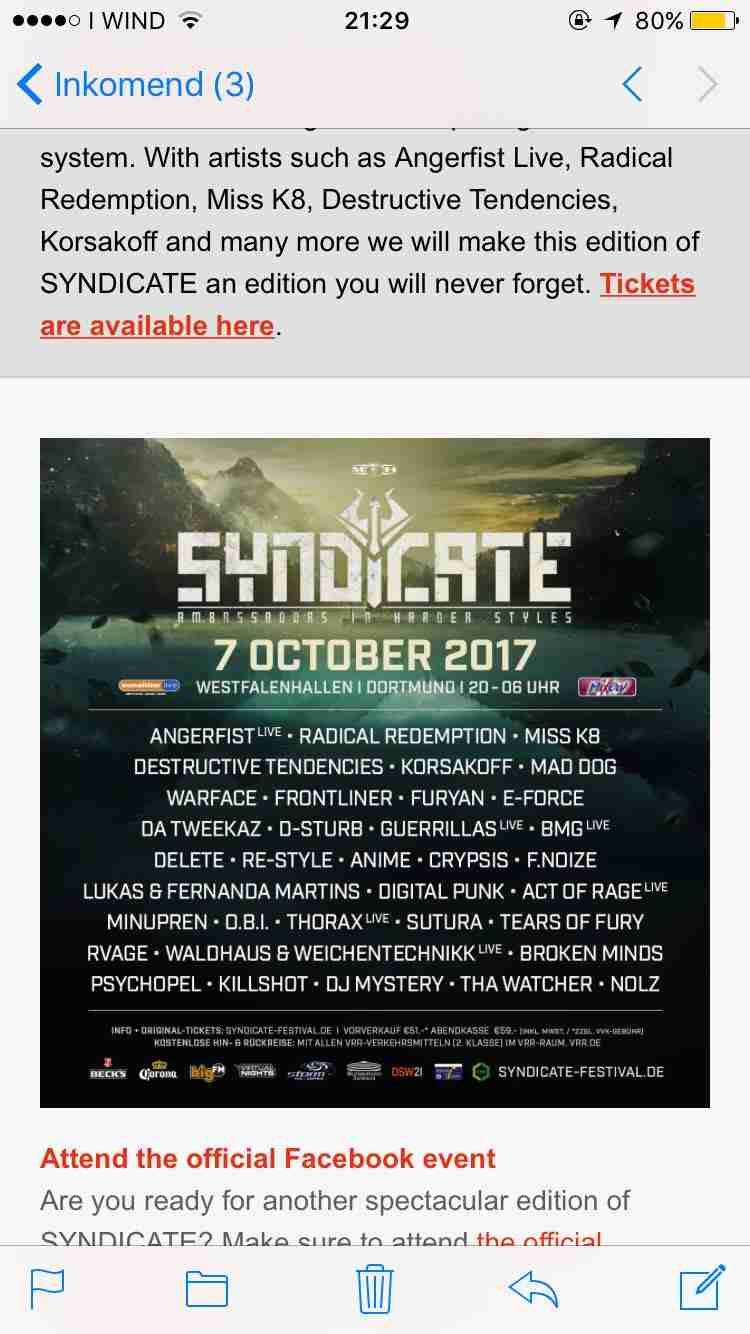 I WIND
21:29
80%
Inkomend (3)
system. With artists such as Angerfist Live, Radical
Redemption, Miss K8, Destructive Tendencies,
Korsakoff and many more we will make this edition of
SYNDICATE an edition you will never forget. Tickets
are available here.
SYNDICATE
AMBASSADORS IN HARDER STYLES
7 OCTOBER 2017
WESTFALENHALLEN I DORTMUND I 20 - 06 UHR
ANGERFIST LIVE • RADICAL REDEMPTION • MISS K8
DESTRUCTIVE TENDENCIES • KORSAKOFF • MAD DOG
WARFACE • FRONTLINER • FURYAN • E-FORCE
DA TWEEKAZ • D-STURB • GUERRILLAS LIVE • BMG LIVE
DELETE • RE-STYLE • ANIME • CRYPSIS • F.NOIZE
LUKAS & FERNANDA MARTINS • DIGITAL PUNK • ACT OF RAGE LIVE
MINUPREN • O.B.I. • THORAX LIVE • SUTURA • TEARS OF FURY
RVAGE • WALDHAUS & WEICHENTECHNIKK LIVE • BROKEN MINDS
PSYCHOPEL • KILLSHOT • DJ MYSTERY • THA WATCHER • NOLZ
INFO + ORIGINAL-TICKETS: SYNDICATE-FESTIVAL.DE I VORVERKAUF €51,-* ABENDKASSE €59,- (INKL. MWST. / *ZZGL. VVK-GEBÜHR)
KOSTENLOSE HIN- & RÜCKREISE: MIT ALLEN VRR-VERKEHRSMITTELN (2. KLASSE) IM VRR-RAUM. VRR.DE
BECK'S Corona BigFM VIRTUAL NIGHTS storm DSW21 SYNDICATE-FESTIVAL.DE
Attend the official Facebook event
Are you ready for another spectacular edition of
SYNDICATE? Make sure to attend the official